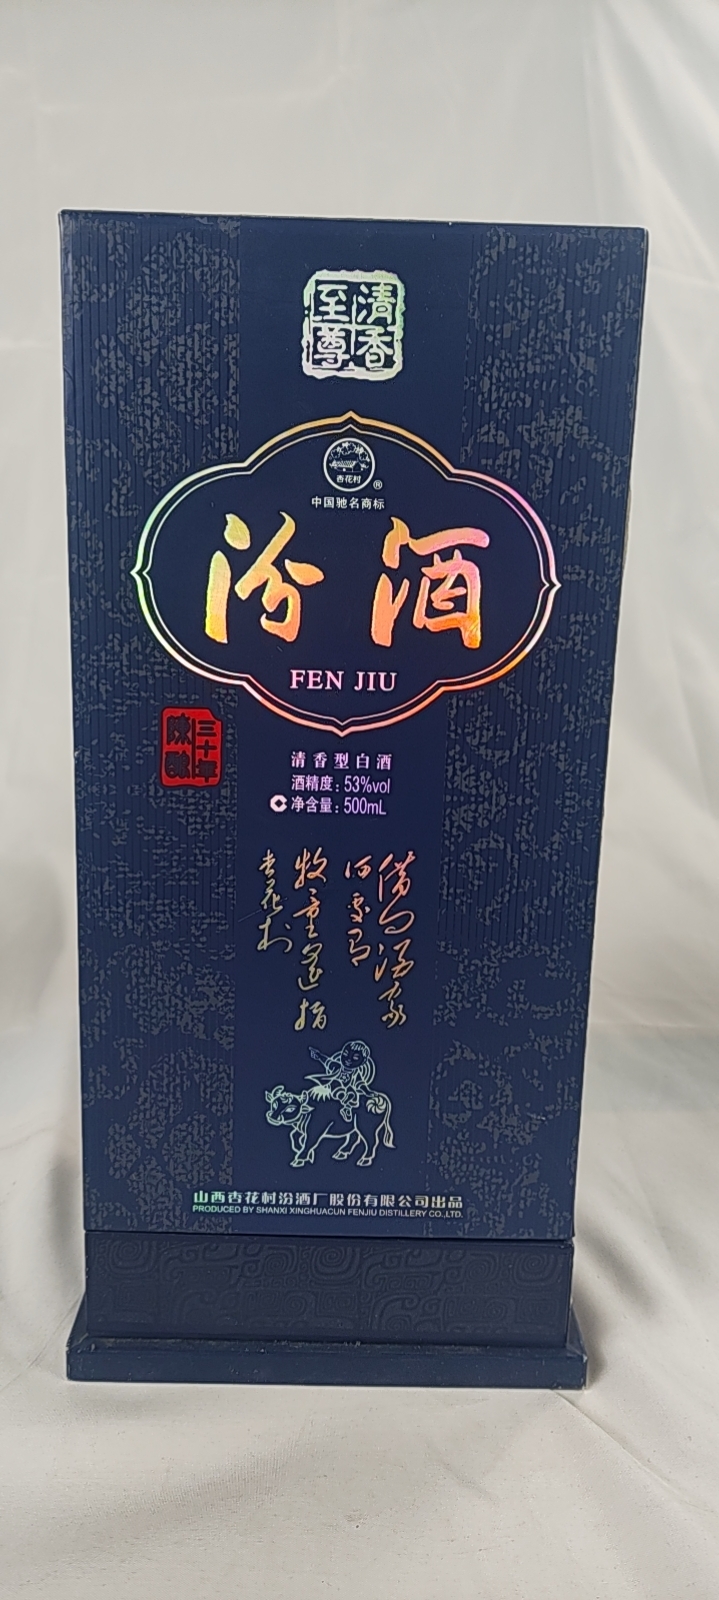 清香
至尊
杏花村
®
中国驰名商标
汾酒
FEN JIU
三十年
陳釀
清香型白酒
酒精度：53%vol
C 净含量：500mL
借问酒家
何处有
牧童遥指
杏花村
山西杏花村汾酒厂股份有限公司出品
PRODUCED BY SHANXI XINGHUACUN FENJIU DISTILLERY CO.,LTD.